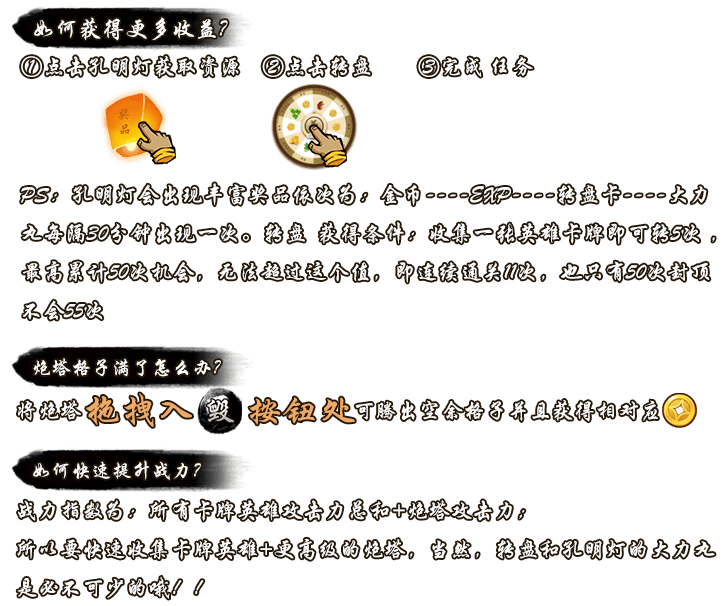 如何获得更多收益?
①点击孔明灯获取资源 ②点击转盘 ③完成 任务
奖品
PS：孔明灯会出现丰富奖品依次为：金币----EXP----转盘卡----大力
丸每隔30分钟出现一次。转盘 获得条件：收集一张英雄卡牌即可转5次，
最高累计50次机会，无法超过这个值，即连续通关11次，也只有50次封顶
不会55次
炮塔格子满了怎么办?
将炮塔拖拽入 按钮处可腾出空余格子并且获得相对应
如何快速提升战力?
战力指数为：所有卡牌英雄攻击力总和+炮塔攻击力；
所以要快速收集卡牌英雄+更高级的炮塔，当然，转盘和孔明灯的大力丸
是必不可少的哦！！